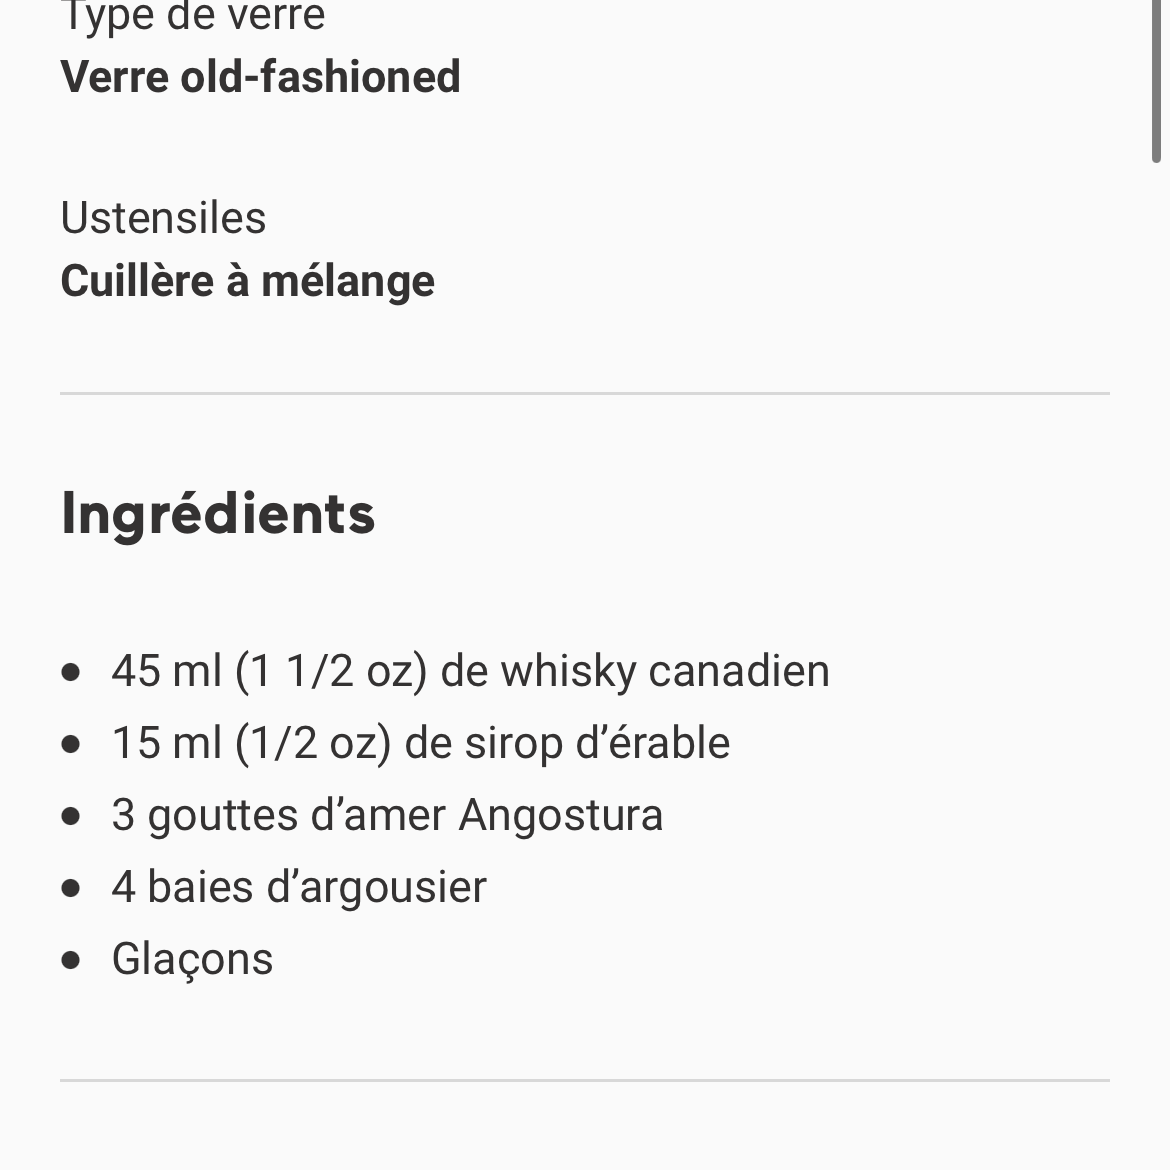 Type de verre
Verre old-fashioned
Ustensiles
Cuillère à mélange
Ingrédients
• 45 ml (1 1/2 oz) de whisky canadien
• 15 ml (1/2 oz) de sirop d’érable
• 3 gouttes d’amer Angostura
• 4 baies d’argousier
• Glaçons